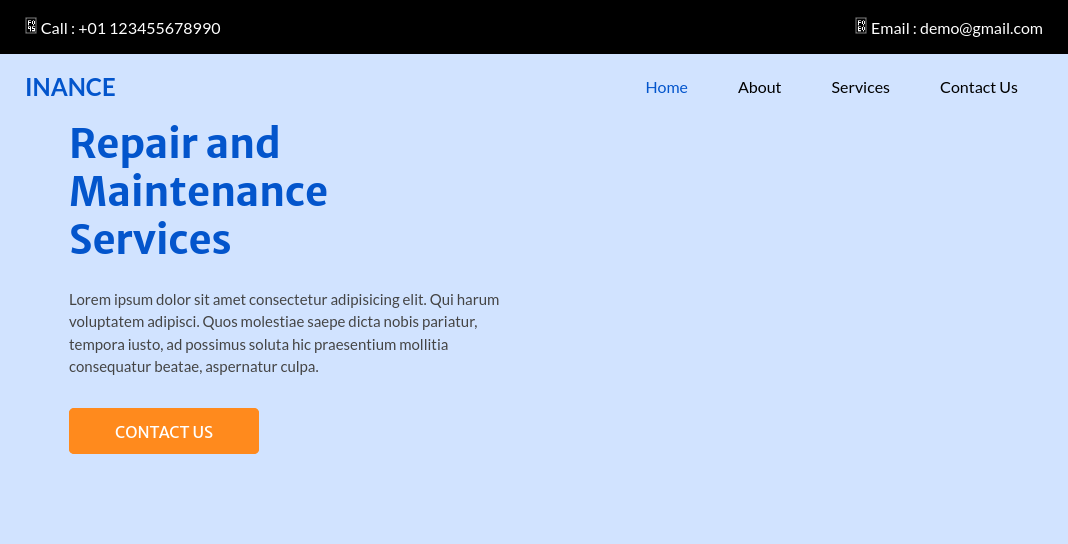 Call : +01 123455678990
Email : demo@gmail.com
INANCE
Home
About
Services
Contact Us
Repair and
Maintenance
Services
Lorem ipsum dolor sit amet consectetur adipisicing elit. Qui harum
voluptatem adipisci. Quos molestiae saepe dicta nobis pariatur,
tempora iusto, ad possimus soluta hic praesentium mollitia
consequatur beatae, aspernatur culpa.
CONTACT US